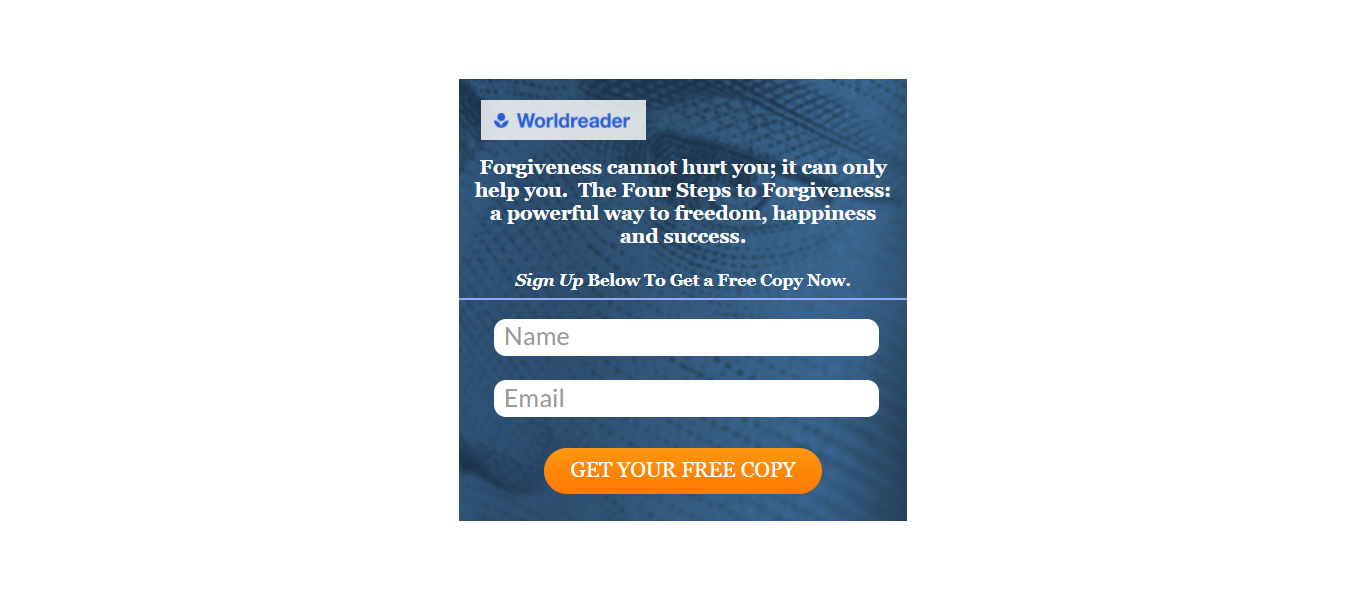 Worldreader
Forgiveness cannot hurt you; it can only
help you.  The Four Steps to Forgiveness:
a powerful way to freedom, happiness
and success.
Sign Up Below To Get a Free Copy Now.
Name
Email
GET YOUR FREE COPY